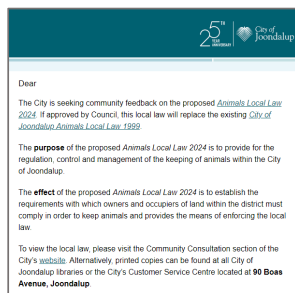 25TH
YEAR
ANNIVERSARY
City of
Joondalup
Dear
The City is seeking community feedback on the proposed Animals Local Law
2024. If approved by Council, this local law will replace the existing City of
Joondalup Animals Local Law 1999.
The purpose of the proposed Animals Local Law 2024 is to provide for the
regulation, control and management of the keeping of animals within the City
of Joondalup.
The effect of the proposed Animals Local Law 2024 is to establish the
requirements with which owners and occupiers of land within the district must
comply in order to keep animals and provides the means of enforcing the local
law.
To view the local law, please visit the Community Consultation section of the
City's website. Alternatively, printed copies can be found at all City of
Joondalup libraries or the City's Customer Service Centre located at 90 Boas
Avenue, Joondalup.